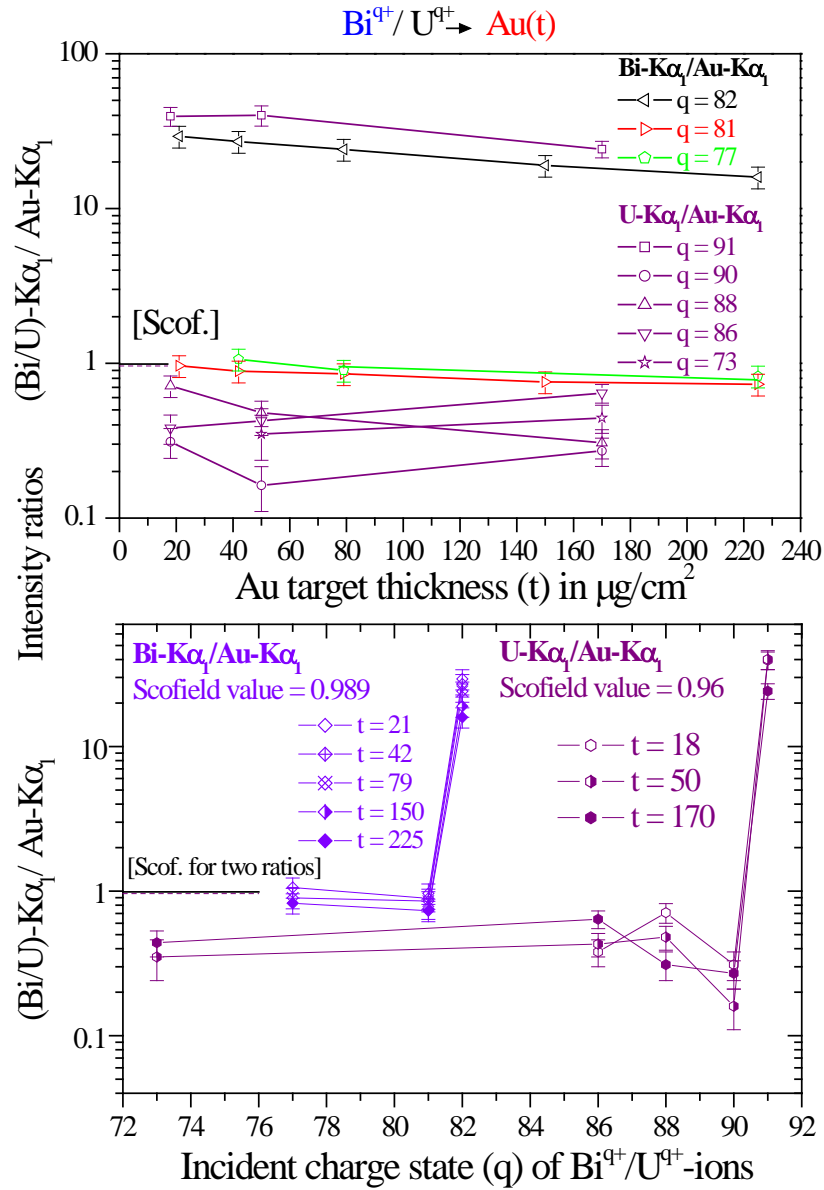 Bi^q+/ U^q+→ Au(t)
100
10
1
0.1
Bi-Kα₁/Au-Kα₁
q = 82
q = 81
q = 77
U-Kα₁/Au-Kα₁
q = 91
q = 90
q = 88
q = 86
q = 73
[Scof.]
(Bi/U)-Kα₁/ Au-Kα₁
0 20 40 60 80 100 120 140 160 180 200 220 240
Au target thickness (t) in μg/cm²
Intensity ratios
Bi-Kα₁/Au-Kα₁
Scofield value = 0.989
t = 21
t = 42
t = 79
t = 150
t = 225
U-Kα₁/Au-Kα₁
Scofield value = 0.96
t = 18
t = 50
t = 170
[Scof. for two ratios]
10
1
0.1
(Bi/U)-Kα₁/ Au-Kα₁
72 74 76 78 80 82 84 86 88 90 92
Incident charge state (q) of Bi^q+/U^q+-ions